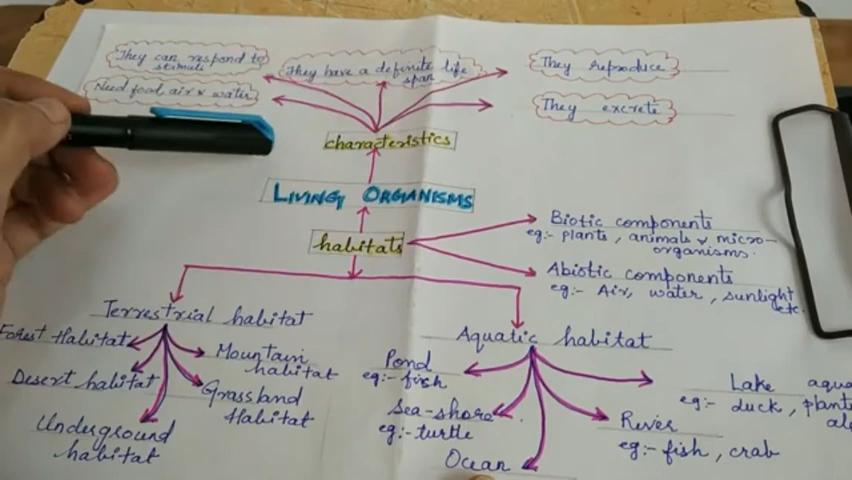 They can respond to
stimuli
They have a definite life
span
They reproduce
Need food, air & water
They excrete
characteristics
LIVING ORGANISMS
habitats
Biotic components
eg:- plants, animals & micro-
organisms.
Abiotic components
eg:- Air, water, sunlight
etc.
Terrestrial habitat
Forest Habitat
Mountain
habitat
Desert habitat
Grassland
Habitat
Underground
habitat
Aquatic habitat
Pond
eg:- fish
Lake
eg:- duck,
Sea-shore
eg:- turtle
River
eg:- fish, crab
Ocean